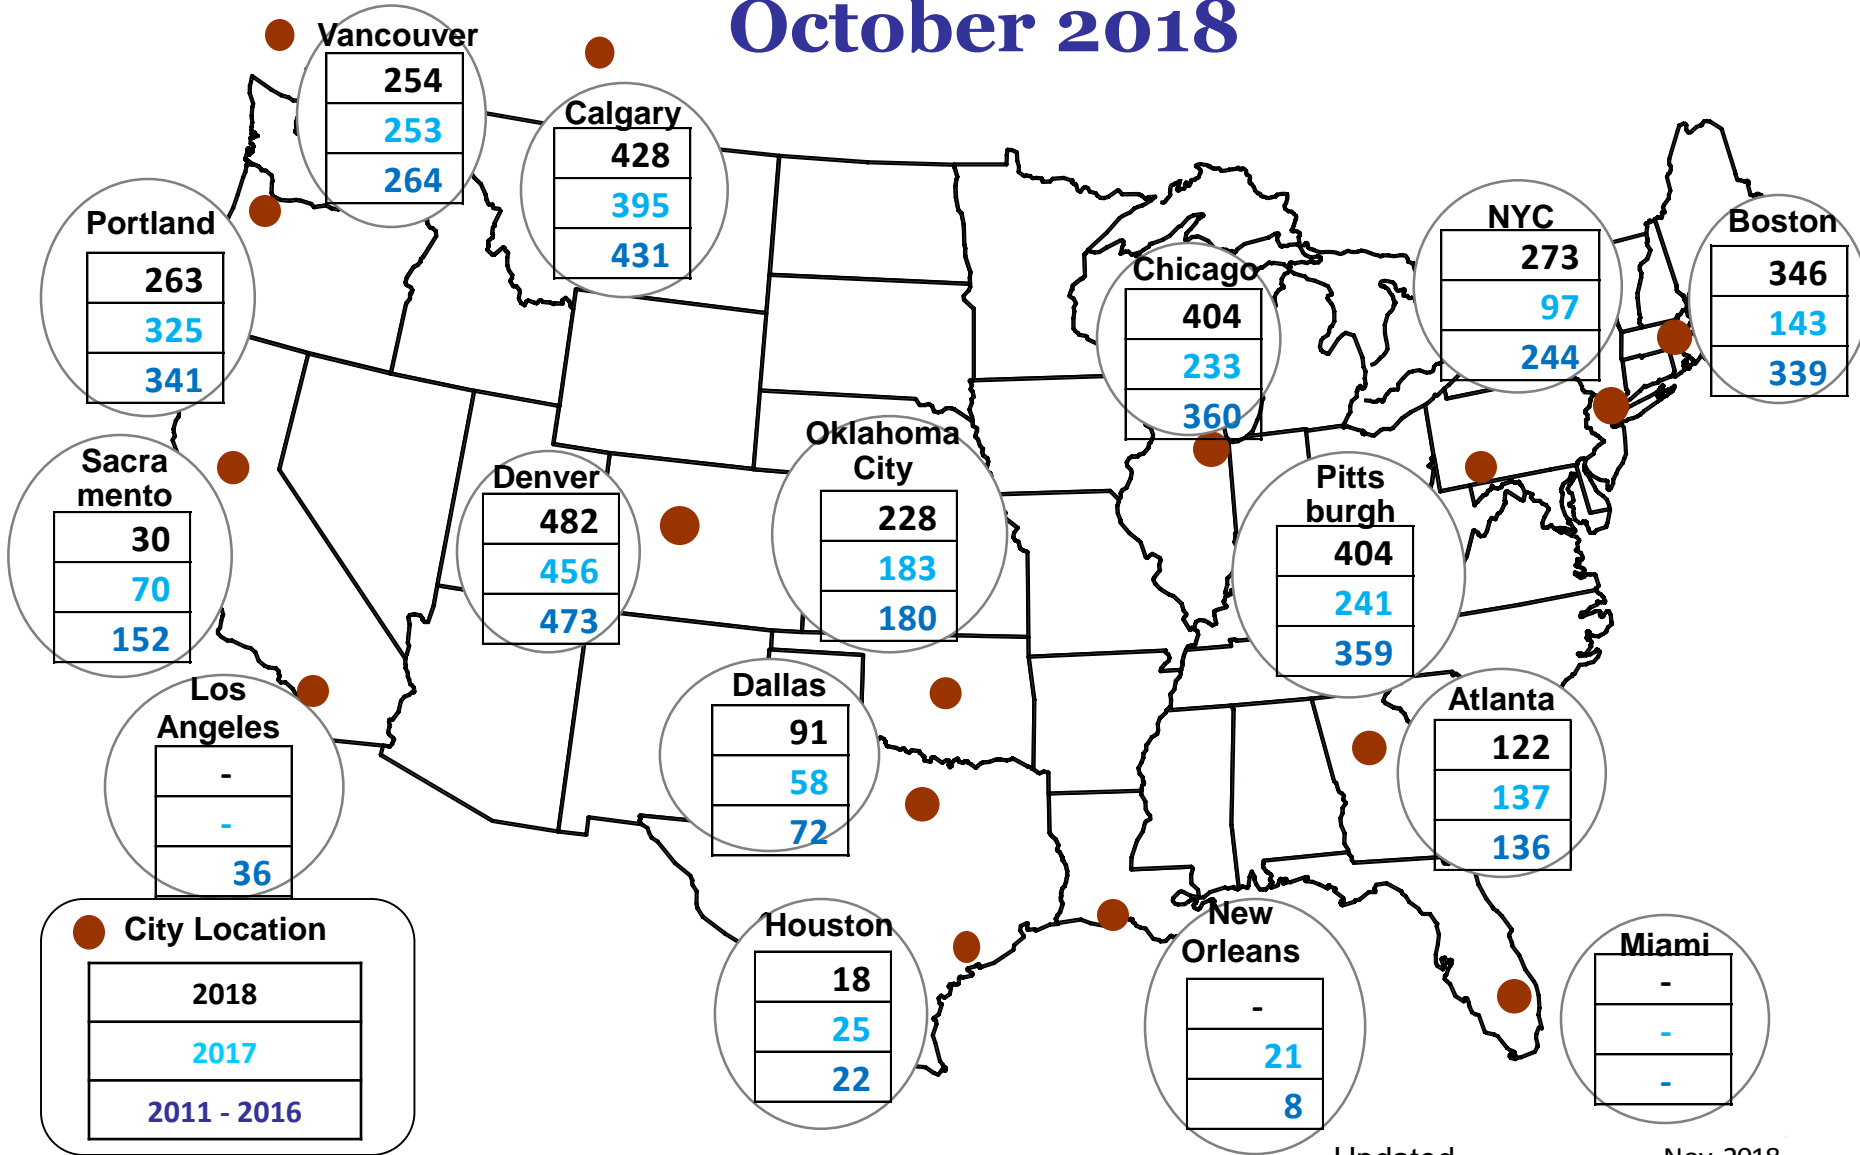 October 2018
Vancouver
254
253
264
Calgary
428
395
431
Portland
263
325
341
Chicago
404
233
360
NYC
273
97
244
Boston
346
143
339
Sacra
mento
30
70
152
Denver
482
456
473
Oklahoma
City
228
183
180
Pitts
burgh
404
241
359
Los
Angeles
-
-
36
Dallas
91
58
72
Atlanta
122
137
136
Houston
18
25
22
New
Orleans
-
21
8
Miami
-
-
-
City Location
2018
2017
2011 - 2016
Updated Nov 2018